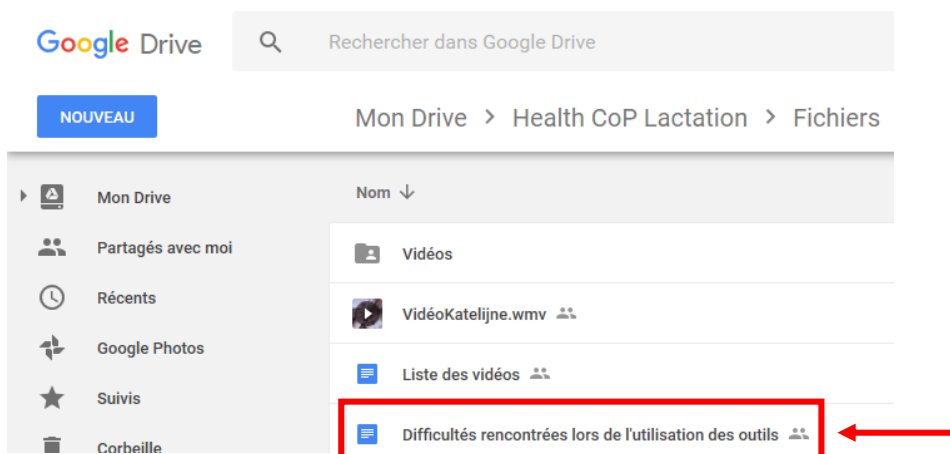 Google Drive
Rechercher dans Google Drive
NOUVEAU
Mon Drive > Health CoP Lactation > Fichiers
Mon Drive
Partagés avec moi
Récents
Google Photos
Suivis
Corbeille
Nom
Vidéos
VidéoKatelijne.wmv
Liste des vidéos
Difficultés rencontrées lors de l'utilisation des outils